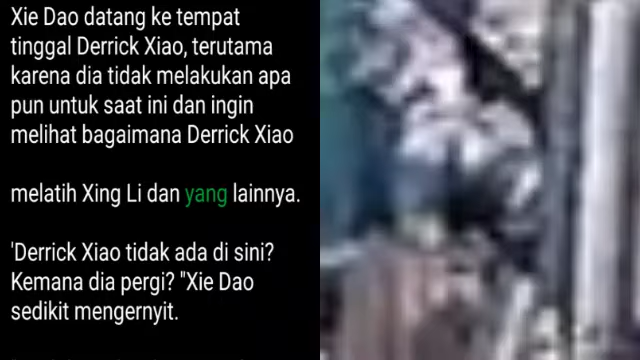 Xie Dao datang ke tempat
tinggal Derrick Xiao, terutama
karena dia tidak melakukan apa
pun untuk saat ini dan ingin
melihat bagaimana Derrick Xiao
melatih Xing Li dan yang lainnya.
'Derrick Xiao tidak ada di sini?
Kemana dia pergi? "Xie Dao
sedikit mengernyit.